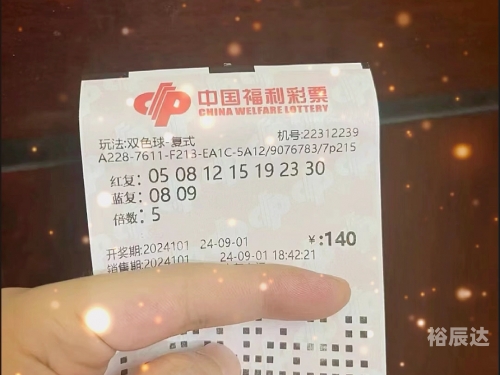 中国福利彩票
CHINA WELFARE LOTTERY
玩法:双色球-复式 机号:22312239
A228-7611-F213-EA1C-5A12/9076783/7p215
红复: 05 08 12 15 19 23 30
蓝复: 08 09
倍数: 5
开奖期:2024101 24-09-01 ¥:140
销售期:2024101 24-09-01 18:42:21
裕辰达